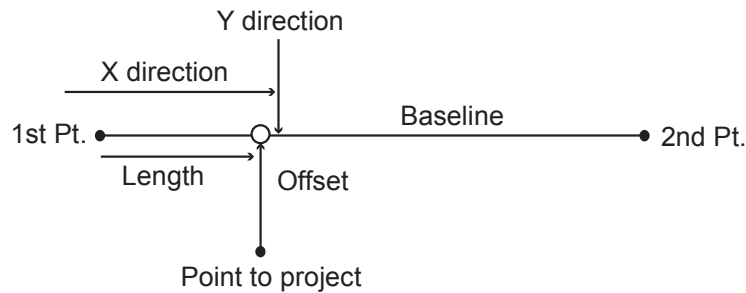 Y direction
X direction
Baseline
1st Pt.
2nd Pt.
Length
Offset
Point to project